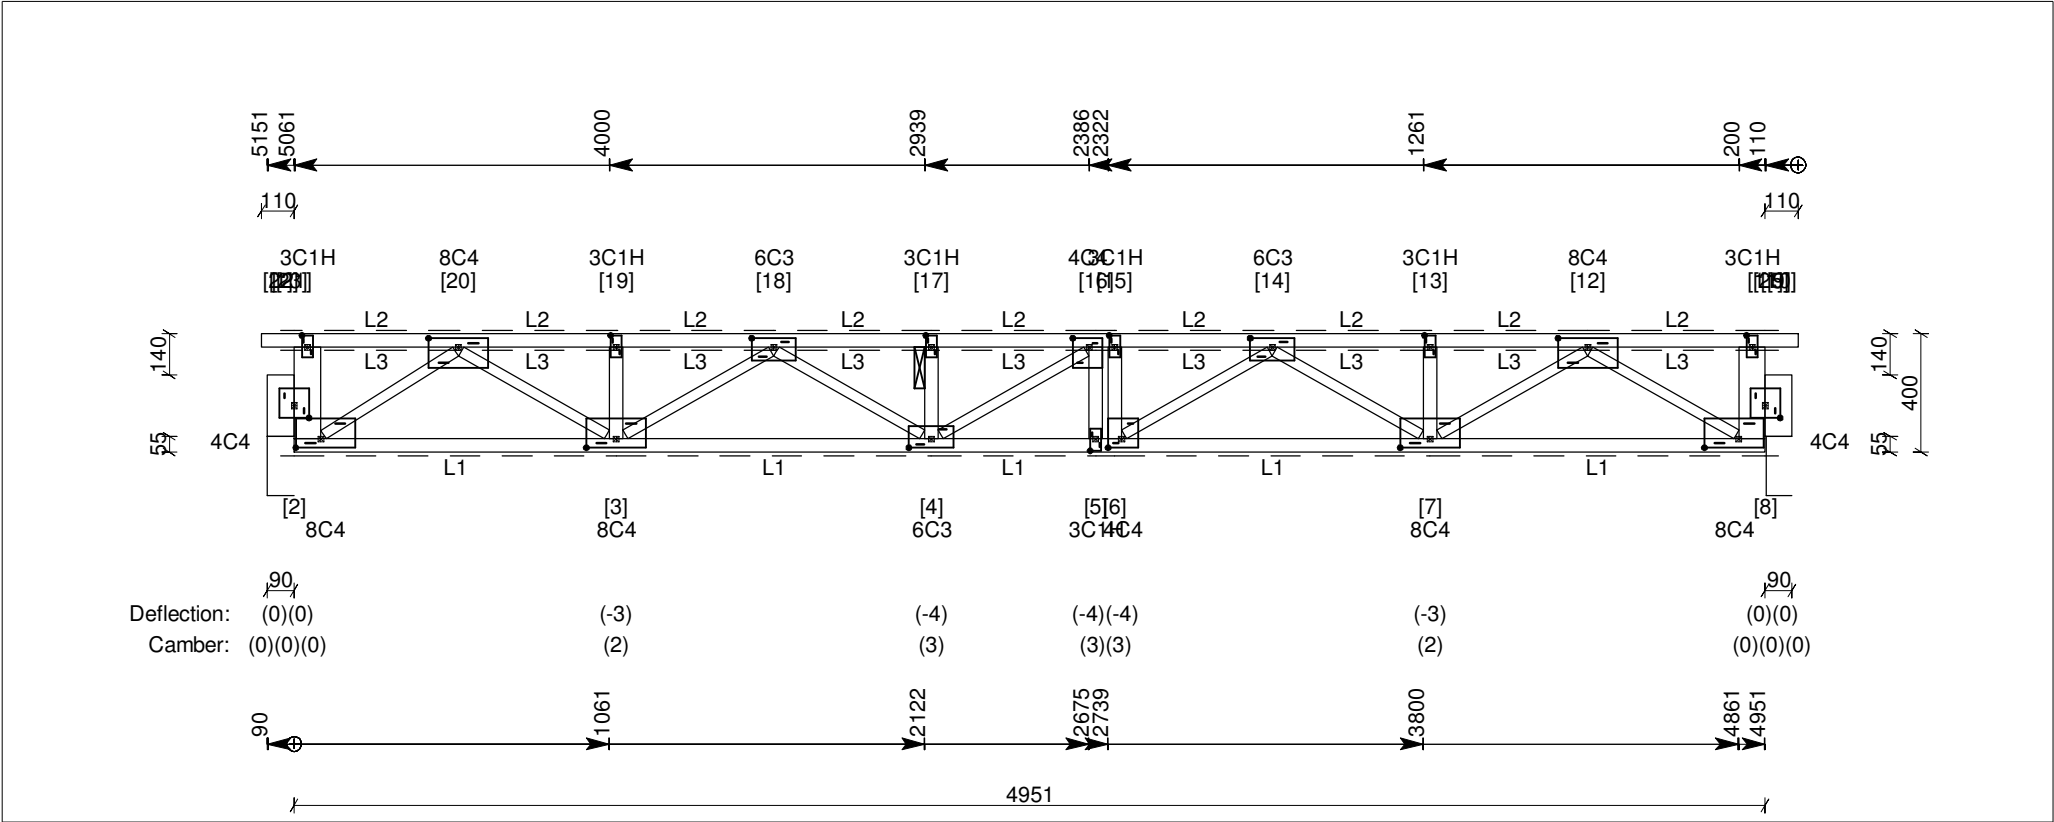 5151 5061 4000 2939 2386 2322 1261 200 110
110 110
3C1H 8C4 3C1H 6C3 3C1H 4C4 3C1H 6C3 3C1H 8C4 3C1H
[20] [19] [18] [17] [16] [15] [14] [13] [12]
L2 L2 L2 L2 L2 L2 L2 L2 L2
140 140
L3 L3 L3 L3 L3 L3 L3 L3 L3
400
4C4 55 55 4C4
L1 L1 L1 L1 L1
[2] [3] [4] [5] [6] [7] [8]
8C4 8C4 6C3 3C1H 4C4 8C4 8C4
90 90
Deflection: (0)(0) (-3) (-4) (-4)(-4) (-3) (0)(0)
Camber: (0)(0)(0) (2) (3) (3)(3) (2) (0)(0)(0)
90 1061 2122 2675 2739 3800 4861 4951
4951